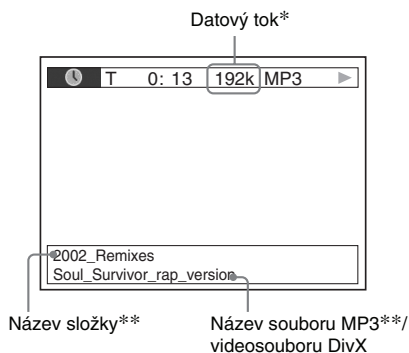 Datový tok*
T 0: 13 192k MP3
2002_Remixes
Soul_Survivor_rap_version
Název složky**
Název souboru MP3**/
videosouboru DivX